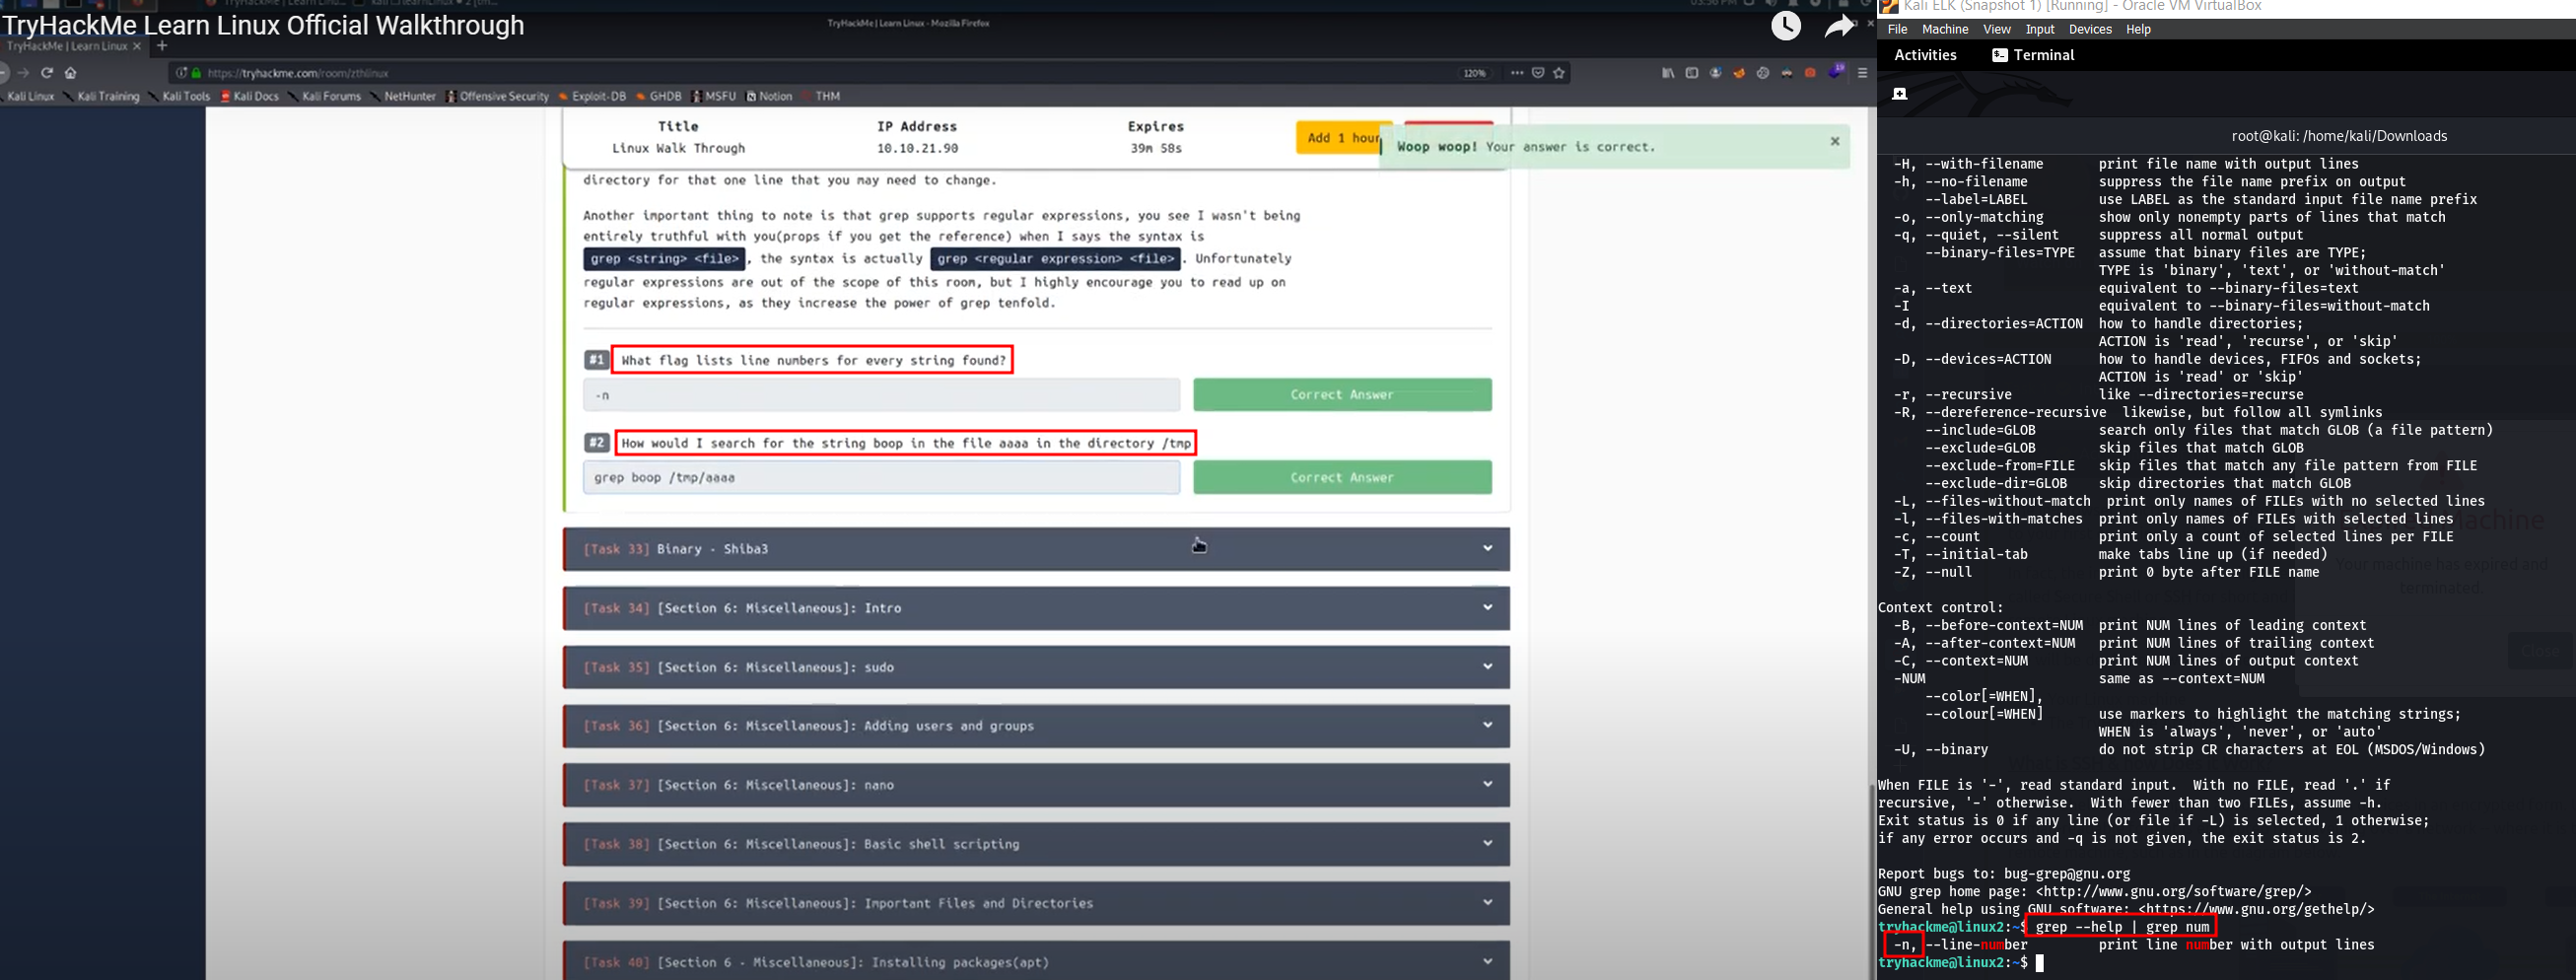 TryHackMe Learn Linux Official Walkthrough
TryHackMe | Learn Linux - Mozilla Firefox
TryHackMe | Learn Linux
https://tryhackme.com/room/zthlinux
120%
Kali Linux Kali Training Kali Tools Kali Docs Kali Forums NetHunter Offensive Security Exploit-DB GHDB MSFU Notion THM
Title IP Address Expires
Linux Walk Through 10.10.21.90 39m 58s
Add 1 hour
Woop woop! Your answer is correct.
directory for that one line that you may need to change.
Another important thing to note is that grep supports regular expressions, you see I wasn't being
entirely truthful with you(props if you get the reference) when I says the syntax is
grep <string> <file> , the syntax is actually grep <regular expression> <file> . Unfortunately
regular expressions are out of the scope of this room, but I highly encourage you to read up on
regular expressions, as they increase the power of grep tenfold.
#1 What flag lists line numbers for every string found?
-n
Correct Answer
#2 How would I search for the string boop in the file aaaa in the directory /tmp
grep boop /tmp/aaaa
Correct Answer
[Task 33] Binary - Shiba3
[Task 34] [Section 6: Miscellaneous]: Intro
[Task 35] [Section 6: Miscellaneous]: sudo
[Task 36] [Section 6: Miscellaneous]: Adding users and groups
[Task 37] [Section 6: Miscellaneous]: nano
[Task 38] [Section 6: Miscellaneous]: Basic shell scripting
[Task 39] [Section 6: Miscellaneous]: Important Files and Directories
[Task 40] [Section 6 - Miscellaneous]: Installing packages(apt)
Kali ELK (Snapshot 1) [Running] - Oracle VM VirtualBox
File Machine View Input Devices Help
Activities Terminal
root@kali: /home/kali/Downloads
-H, --with-filename print file name with output lines
-h, --no-filename suppress the file name prefix on output
--label=LABEL use LABEL as the standard input file name prefix
-o, --only-matching show only nonempty parts of lines that match
-q, --quiet, --silent suppress all normal output
--binary-files=TYPE assume that binary files are TYPE;
TYPE is 'binary', 'text', or 'without-match'
-a, --text equivalent to --binary-files=text
-I equivalent to --binary-files=without-match
-d, --directories=ACTION how to handle directories;
ACTION is 'read', 'recurse', or 'skip'
-D, --devices=ACTION how to handle devices, FIFOs and sockets;
ACTION is 'read' or 'skip'
-r, --recursive like --directories=recurse
-R, --dereference-recursive likewise, but follow all symlinks
--include=GLOB search only files that match GLOB (a file pattern)
--exclude=GLOB skip files that match GLOB
--exclude-from=FILE skip files that match any file pattern from FILE
--exclude-dir=GLOB skip directories that match GLOB
-L, --files-without-match print only names of FILEs with no selected lines
-l, --files-with-matches print only names of FILEs with selected lines
-c, --count print only a count of selected lines per FILE
-T, --initial-tab make tabs line up (if needed)
-Z, --null print 0 byte after FILE name
Your machine has expired and
terminated.
Context control:
-B, --before-context=NUM print NUM lines of leading context
-A, --after-context=NUM print NUM lines of trailing context
-C, --context=NUM print NUM lines of output context
-NUM same as --context=NUM
--color[=WHEN],
--colour[=WHEN] use markers to highlight the matching strings;
WHEN is 'always', 'never', or 'auto'
-U, --binary do not strip CR characters at EOL (MSDOS/Windows)
When FILE is '-', read standard input. With no FILE, read '.' if
recursive, '-' otherwise. With fewer than two FILEs, assume -h.
Exit status is 0 if any line (or file if -L) is selected, 1 otherwise;
if any error occurs and -q is not given, the exit status is 2.
Report bugs to: bug-grep@gnu.org
GNU grep home page: <http://www.gnu.org/software/grep/>
General help using GNU software: <https://www.gnu.org/gethelp/>
tryhackme@linux2:~$ grep --help | grep num
-n, --line-number print line number with output lines
tryhackme@linux2:~$